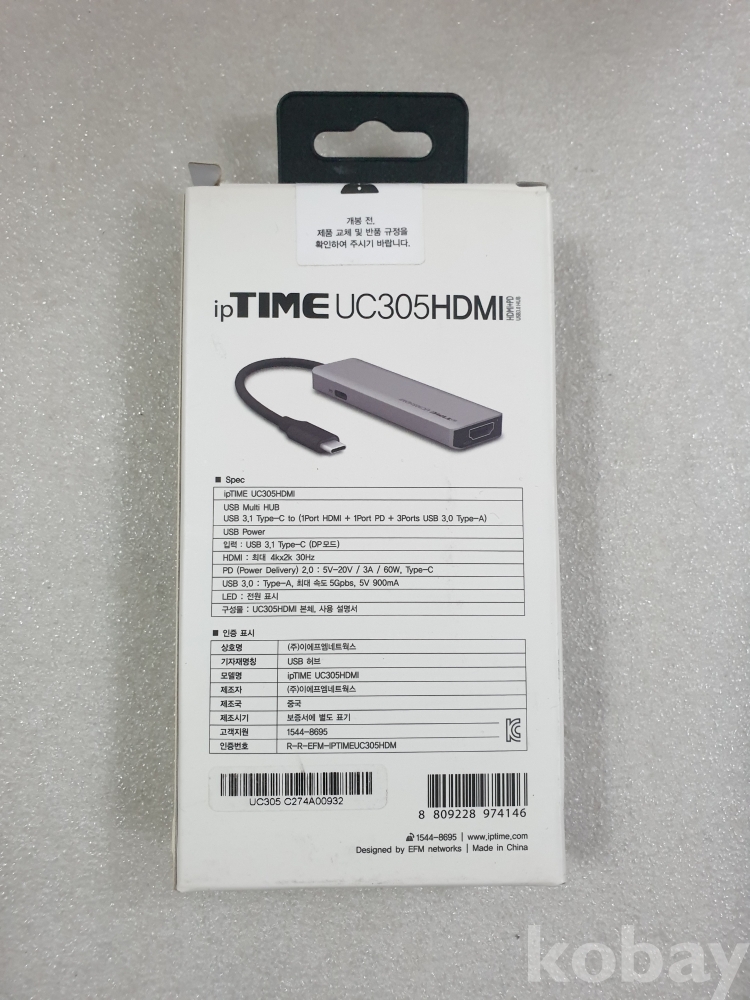 개봉 전,
제품 교체 및 반품 규정을
확인하여 주시기 바랍니다.
ipTIME UC305HDMI HDMI+PD USB3.0 HUB
■ Spec
ipTIME UC305HDMI
USB Multi HUB
USB 3.1 Type-C to (1Port HDMI + 1Port PD + 3Ports USB 3.0 Type-A)
USB Power
입력 : USB 3.1 Type-C (DP모드)
HDMI : 최대 4kx2k 30Hz
PD (Power Delivery) 2.0 : 5V-20V / 3A / 60W, Type-C
USB 3.0 : Type-A, 최대 속도 5Gpbs, 5V 900mA
LED : 전원 표시
구성물 : UC305HDMI 본체, 사용 설명서
■ 인증 표시
상호명 (주)이에프엠네트웍스
기자재명칭 USB 허브
모델명 ipTIME UC305HDMI
제조자 (주)이에프엠네트웍스
제조국 중국
제조시기 보증서에 별도 표기
고객지원 1544-8695
인증번호 R-R-EFM-IPTIMEUC305HDM
UC305 C274A00932
8 809228 974146
1544-8695 | www.iptime.com
Designed by EFM networks | Made in China
kobay